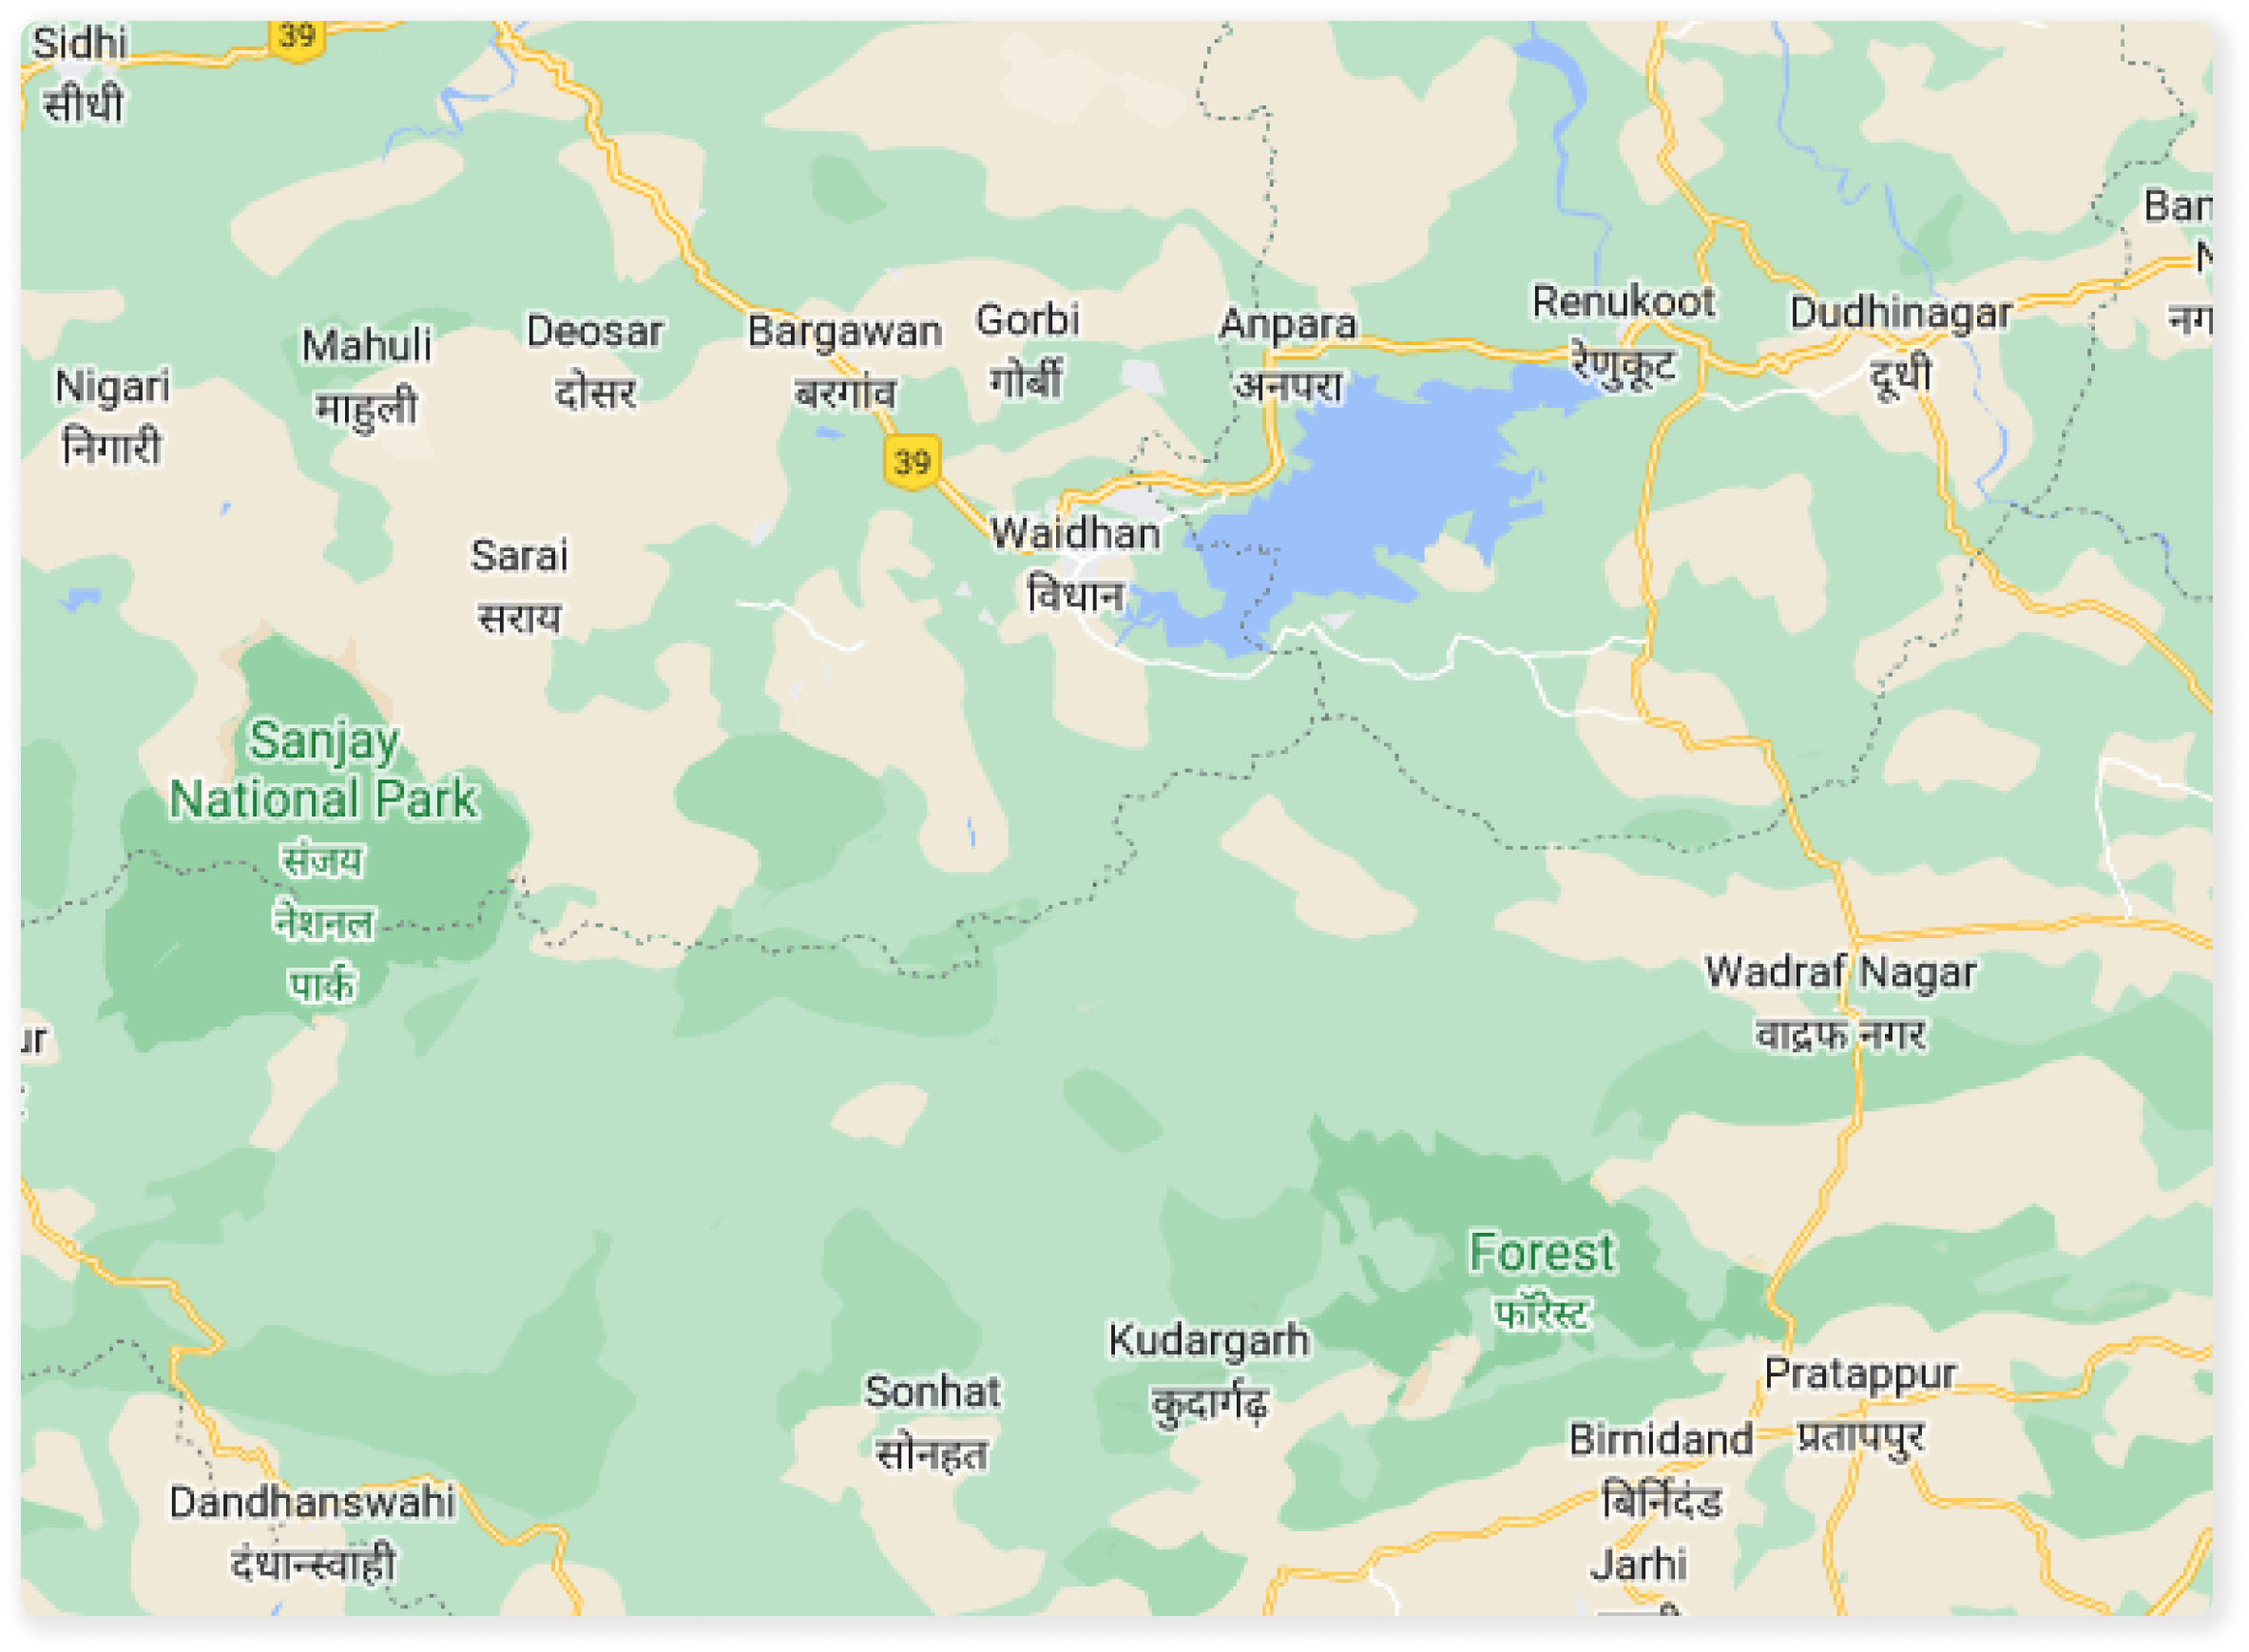 Sidhi
सीधी
39
Renukoot
रेणुकूट
Dudhinagar
दूधी
Gorbi
गोर्बी
Anpara
अनपरा
Deosar
दोसर
Bargawan
बरगांव
Mahuli
माहुली
Nigari
निगारी
39
Waidhan
विधान
Sarai
सराय
Sanjay
National Park
संजय
नेशनल
पार्क
Wadraf Nagar
वाद्रफ नगर
Forest
फॉरेस्ट
Kudargarh
कुदार्गढ़
Pratappur
प्रतापपुर
Sonhat
सोनहत
Birnidand
बिर्निदंड
Dandhanswahi
दंधान्स्वाही
Jarhi